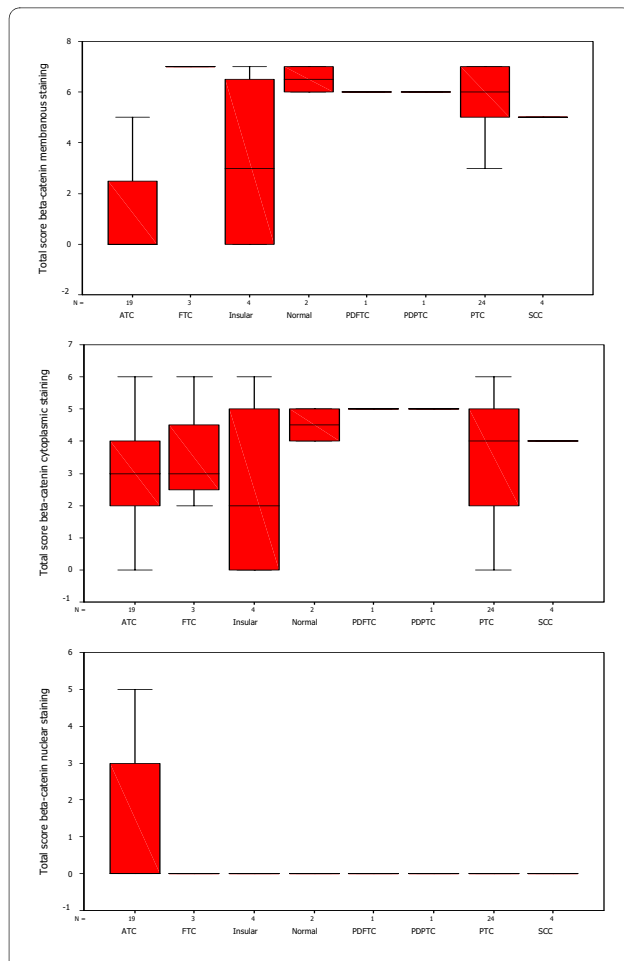 Total score beta-catenin membranous staining
8
6
4
2
0
-2
N = 19 3 4 2 1 1 24 4
ATC FTC Insular Normal PDFTC PDPTC PTC SCC
Total score beta-catenin cytoplasmic staining
7
6
5
4
3
2
1
0
-1
N = 19 3 4 2 1 1 24 4
ATC FTC Insular Normal PDFTC PDPTC PTC SCC
Total score beta-catenin nuclear staining
6
5
4
3
2
1
0
-1
N = 19 3 4 2 1 1 24 4
ATC FTC Insular Normal PDFTC PDPTC PTC SCC